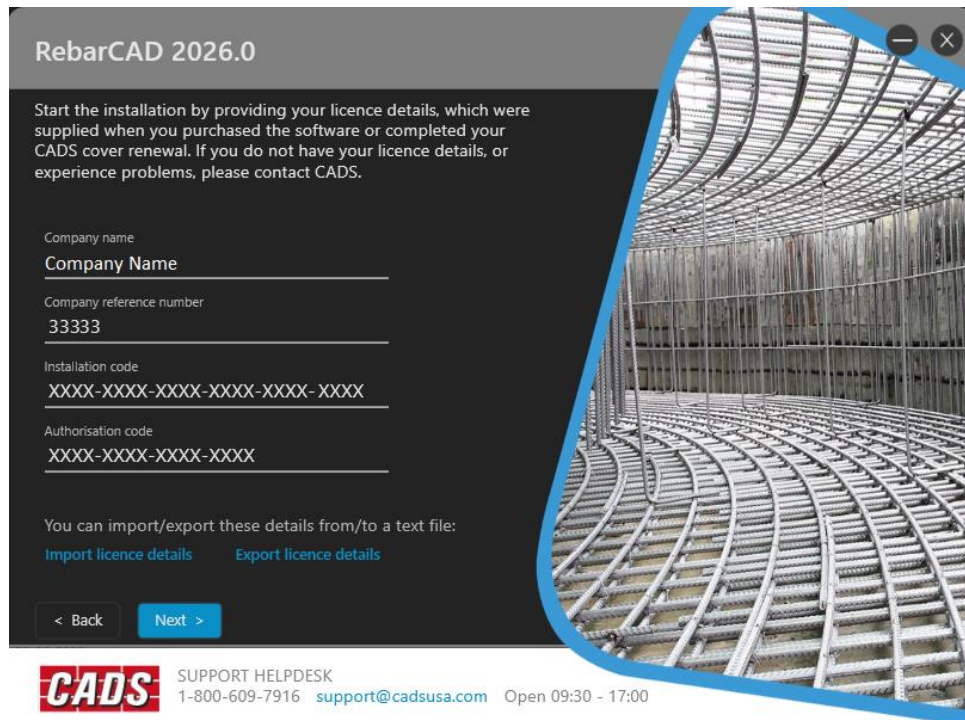 RebarCAD 2026.0
Start the installation by providing your licence details, which were
supplied when you purchased the software or completed your
CADS cover renewal. If you do not have your licence details, or
experience problems, please contact CADS.
Company name
Company Name
Company reference number
33333
Installation code
XXXX-XXXX-XXXX-XXXX-XXXX-XXXX
Authorisation code
XXXX-XXXX-XXXX-XXXX
You can import/export these details from/to a text file:
Import licence details Export licence details
< Back Next >
CADS
SUPPORT HELPDESK
1-800-609-7916 support@cadsusa.com Open 09:30 - 17:00